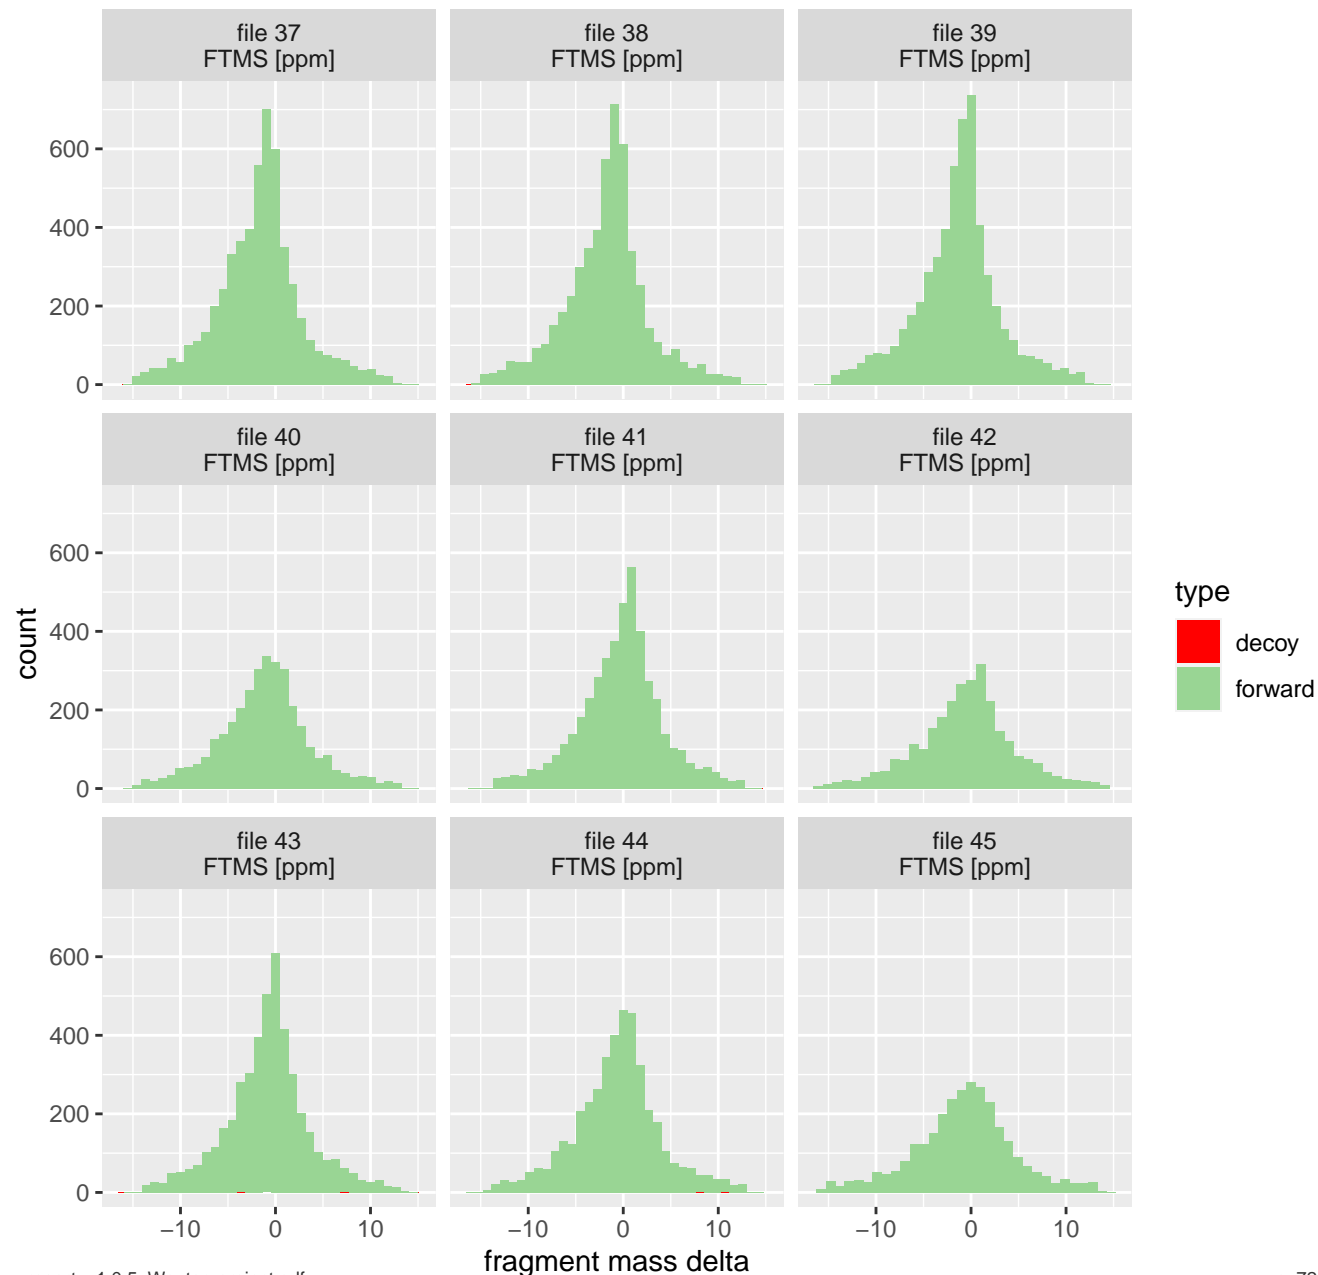 file 37
FTMS [ppm]
file 38
FTMS [ppm]
file 39
FTMS [ppm]
600
400
200
0
file 40
FTMS [ppm]
file 41
FTMS [ppm]
file 42
FTMS [ppm]
600
400
200
0
file 43
FTMS [ppm]
file 44
FTMS [ppm]
file 45
FTMS [ppm]
600
400
200
0
−10 0 10
−10 0 10
−10 0 10
count
fragment mass delta
type
decoy
forward